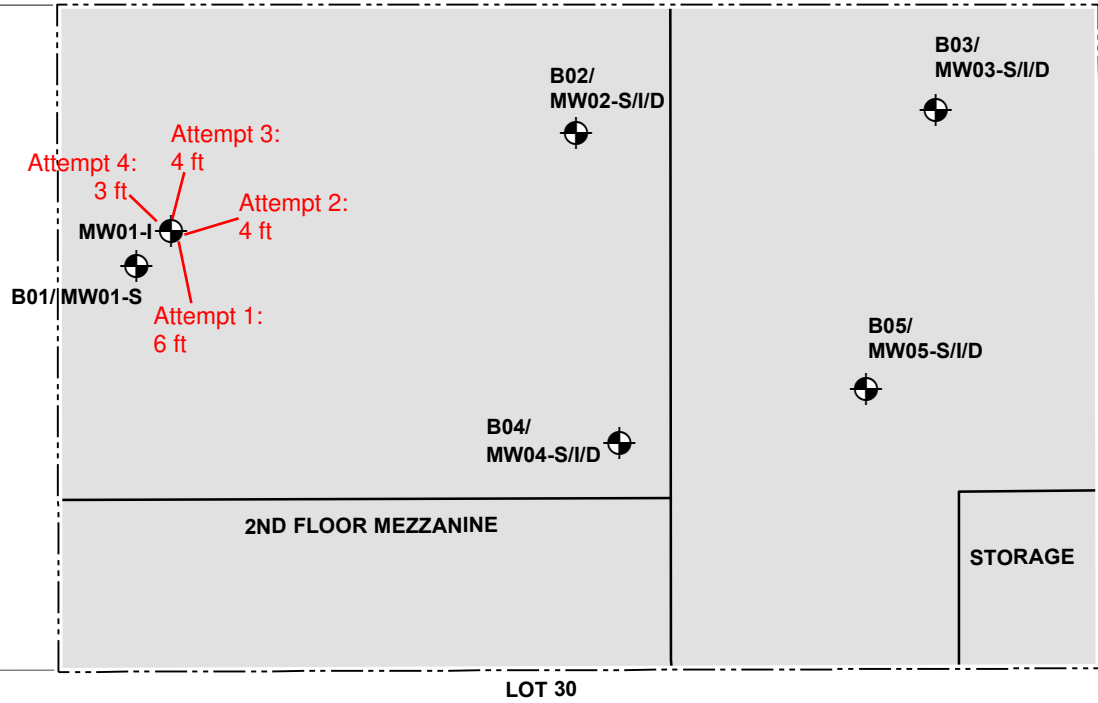 B03/
MW03-S/I/D
B02/
MW02-S/I/D
Attempt 3:
4 ft
Attempt 4:
3 ft
Attempt 2:
4 ft
MW01-I
B01/MW01-S
Attempt 1:
6 ft
B05/
MW05-S/I/D
B04/
MW04-S/I/D
2ND FLOOR MEZZANINE
STORAGE
LOT 30